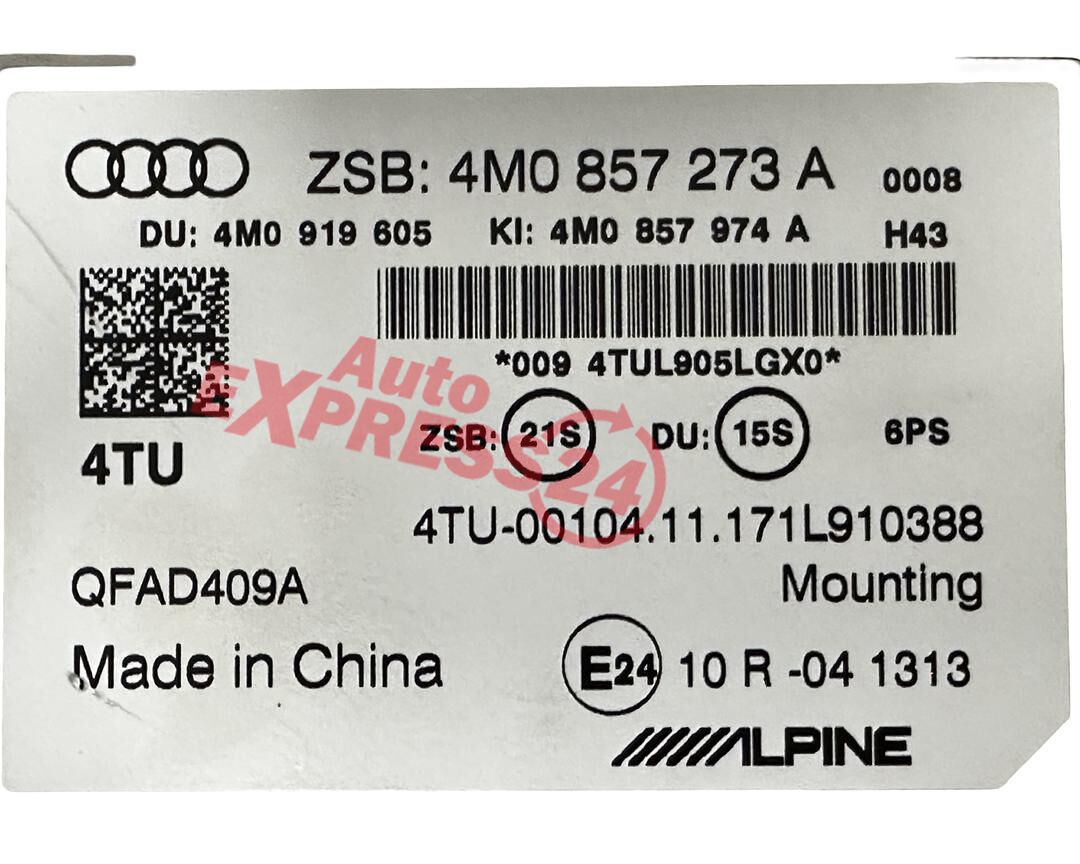 ZSB: 4M0 857 273 A 0008
DU: 4M0 919 605 KI: 4M0 857 974 A H43
*009 4TUL905LGX0*
Auto
EXPRESS24
ZSB: 21S DU: 15S 6PS
4TU
4TU-00104.11.171L910388
QFAD409A Mounting
Made in China E24 10 R -04 1313
ALPINE